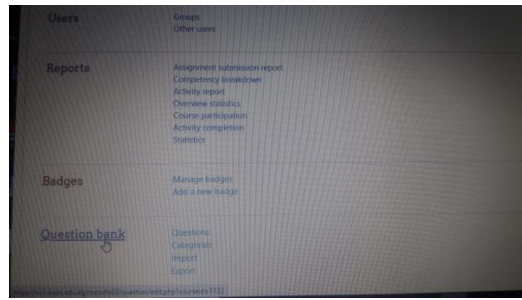 Users
Groups
Other users
Reports
Assignment submission report
Competency breakdown
Activity report
Overview statistics
Course participation
Activity completion
Statistics
Badges
Manage badges
Add a new badge
Question bank
Questions
Categories
Import
Export